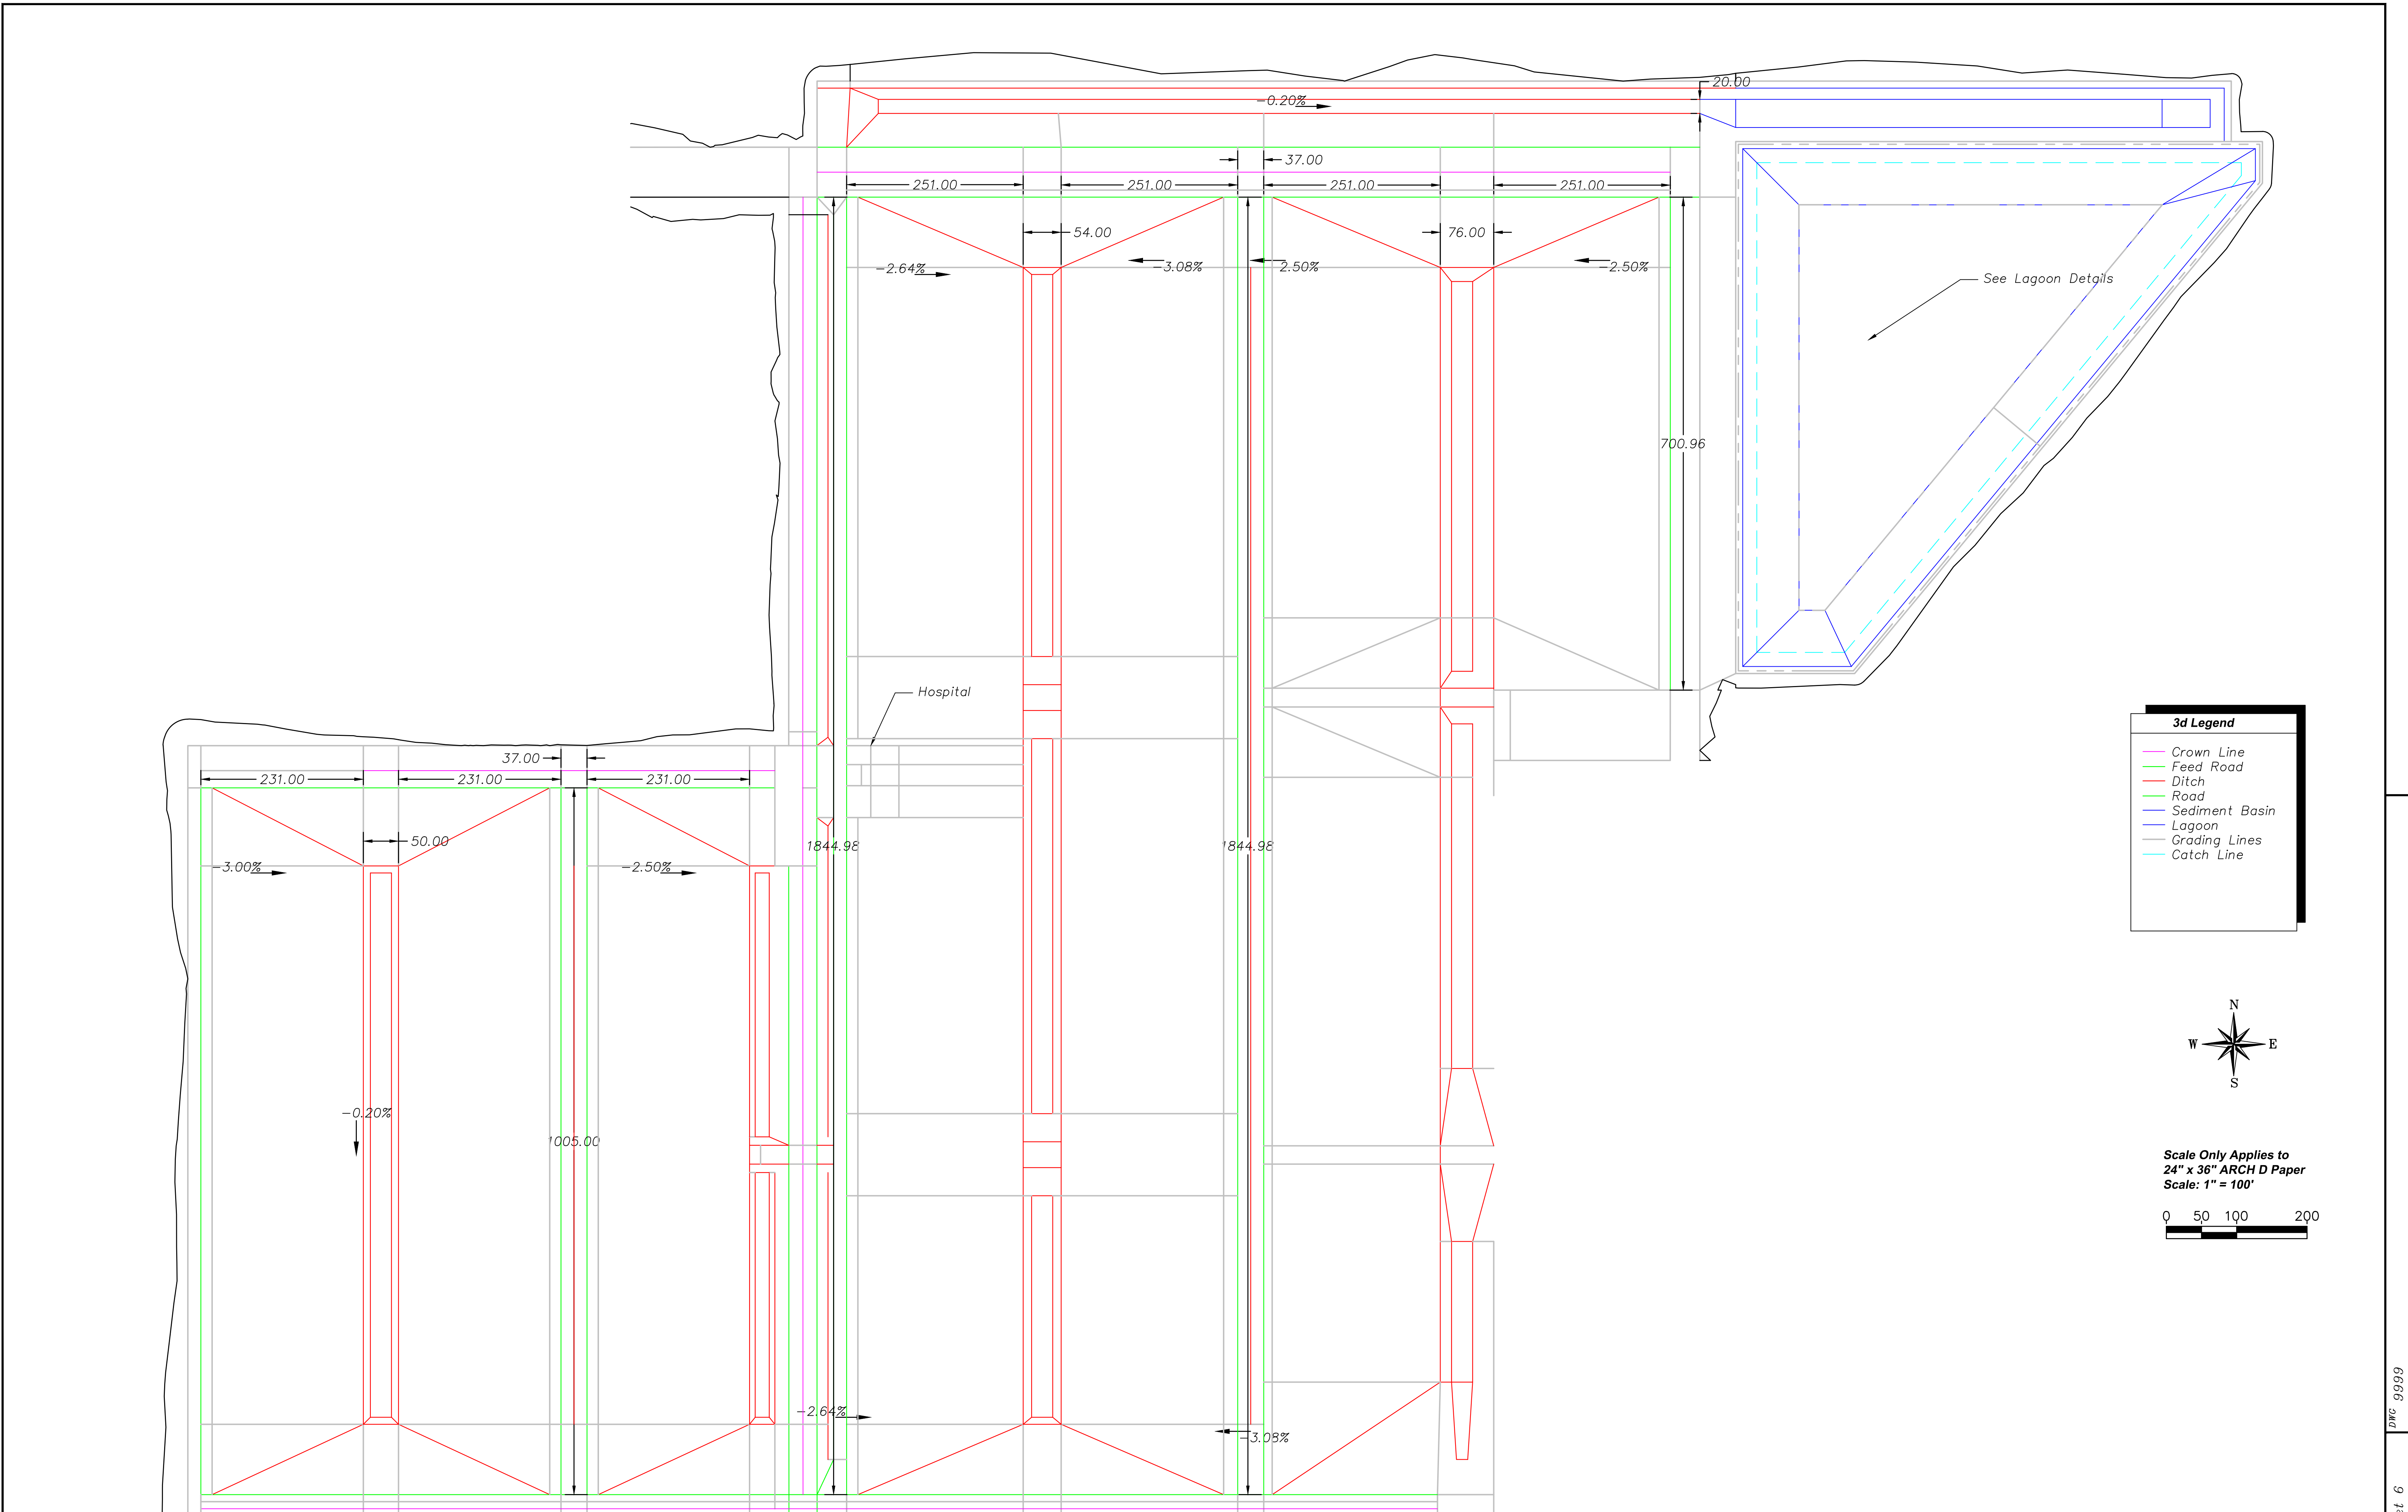 20.00
-0.20%
37.00
251.00
251.00
251.00
251.00
54.00
76.00
-2.64%
-3.08%
2.50%
-2.50%
See Lagoon Details
700.96
Hospital
3d Legend
Crown Line
Feed Road
Ditch
Road
Sediment Basin
Lagoon
Grading Lines
Catch Line
37.00
231.00
231.00
231.00
50.00
1844.98
1844.98
-3.00%
-2.50%
N
W E
S
-0.20%
1005.00
Scale Only Applies to
24" x 36" ARCH D Paper
Scale: 1" = 100'
0 50 100 200
-2.64%
-3.08%
DWG 9999